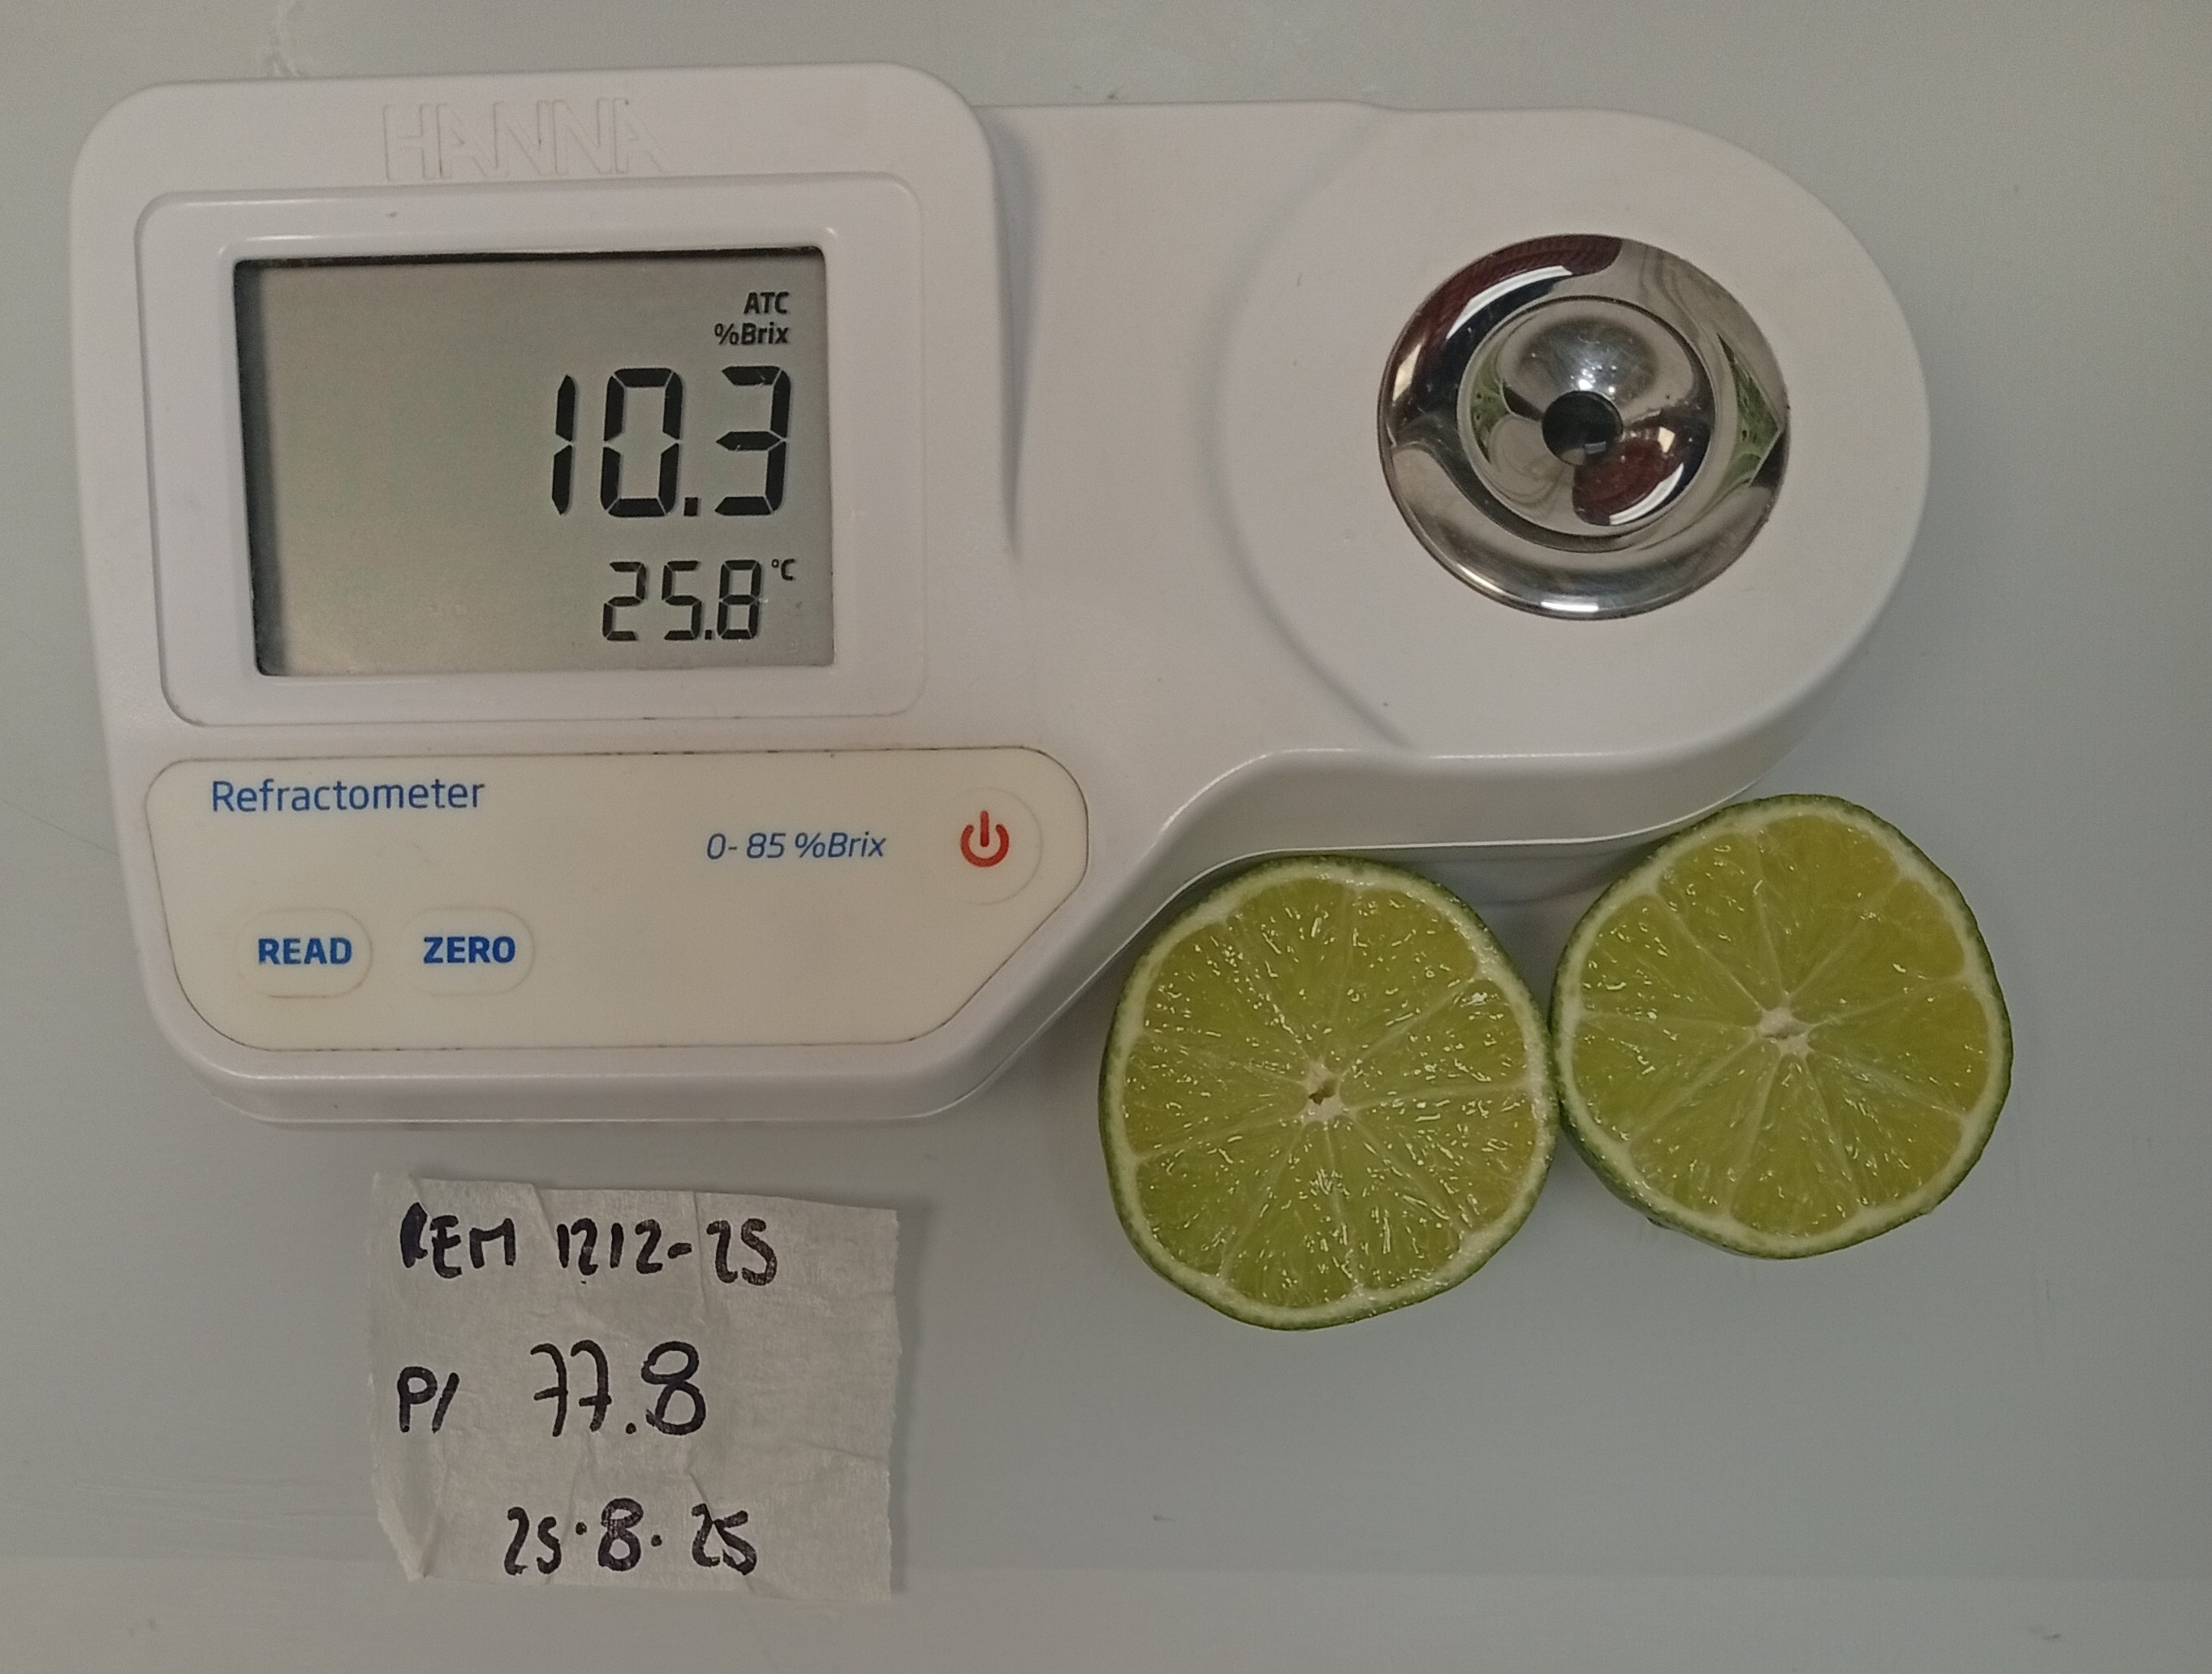 HANNA
ATC
%Brix
10.3
25.8 °C
Refractometer
0-85 %Brix
READ ZERO
REM 1212-25
P/ 77.8
25.8.25